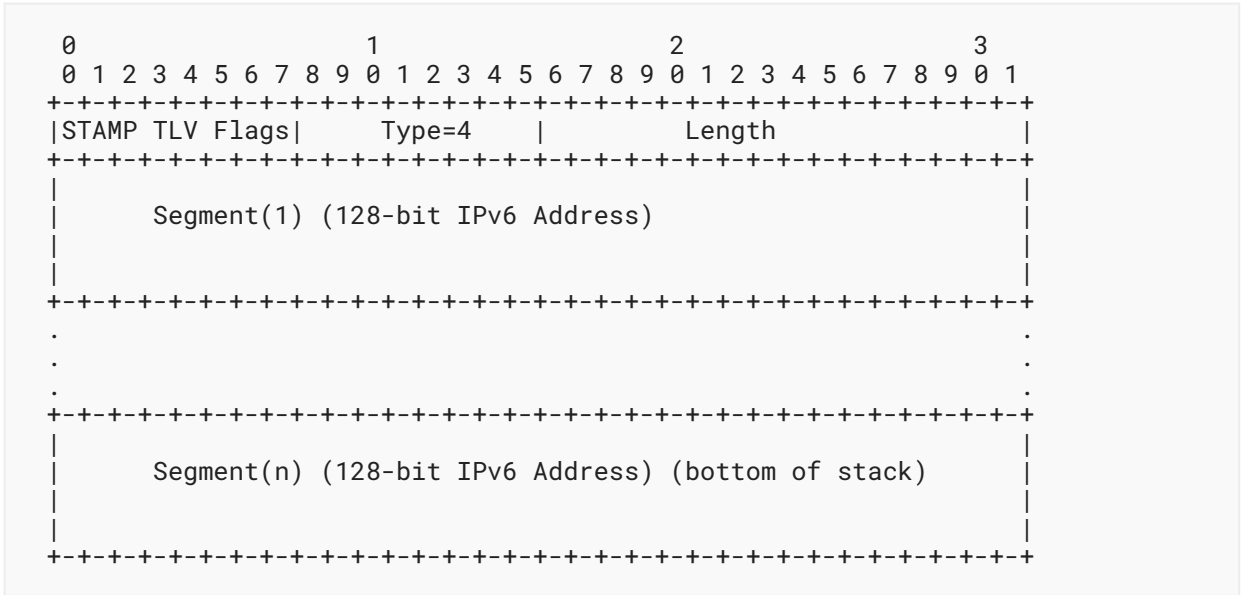 0                   1                   2                   3
 0 1 2 3 4 5 6 7 8 9 0 1 2 3 4 5 6 7 8 9 0 1 2 3 4 5 6 7 8 9 0 1
+-+-+-+-+-+-+-+-+-+-+-+-+-+-+-+-+-+-+-+-+-+-+-+-+-+-+-+-+-+-+-+-+
|STAMP TLV Flags|     Type=4    |         Length                |
+-+-+-+-+-+-+-+-+-+-+-+-+-+-+-+-+-+-+-+-+-+-+-+-+-+-+-+-+-+-+-+-+
|                                                               |
|      Segment(1) (128-bit IPv6 Address)                        |
|                                                               |
|                                                               |
+-+-+-+-+-+-+-+-+-+-+-+-+-+-+-+-+-+-+-+-+-+-+-+-+-+-+-+-+-+-+-+-+
.                                                               .
.                                                               .
.                                                               .
+-+-+-+-+-+-+-+-+-+-+-+-+-+-+-+-+-+-+-+-+-+-+-+-+-+-+-+-+-+-+-+-+
|                                                               |
|      Segment(n) (128-bit IPv6 Address) (bottom of stack)      |
|                                                               |
|                                                               |
+-+-+-+-+-+-+-+-+-+-+-+-+-+-+-+-+-+-+-+-+-+-+-+-+-+-+-+-+-+-+-+-+